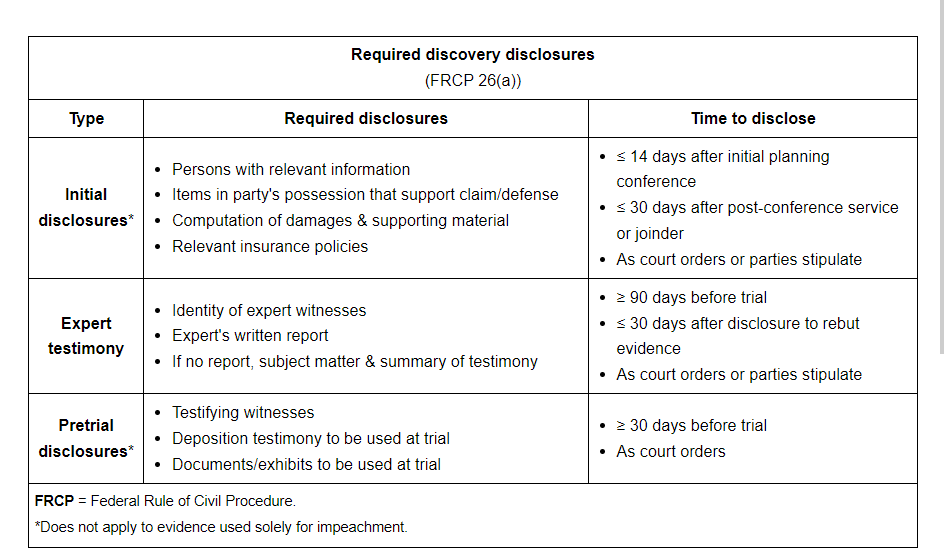 Required discovery disclosures
(FRCP 26(a))
Type
Required disclosures
Time to disclose
Initial
disclosures*
• Persons with relevant information
• Items in party's possession that support claim/defense
• Computation of damages & supporting material
• Relevant insurance policies
• ≤ 14 days after initial planning
conference
• ≤ 30 days after post-conference service
or joinder
• As court orders or parties stipulate
Expert
testimony
• Identity of expert witnesses
• Expert's written report
• If no report, subject matter & summary of testimony
• ≥ 90 days before trial
• ≤ 30 days after disclosure to rebut
evidence
• As court orders or parties stipulate
Pretrial
disclosures*
• Testifying witnesses
• Deposition testimony to be used at trial
• Documents/exhibits to be used at trial
• ≥ 30 days before trial
• As court orders
FRCP = Federal Rule of Civil Procedure.
*Does not apply to evidence used solely for impeachment.